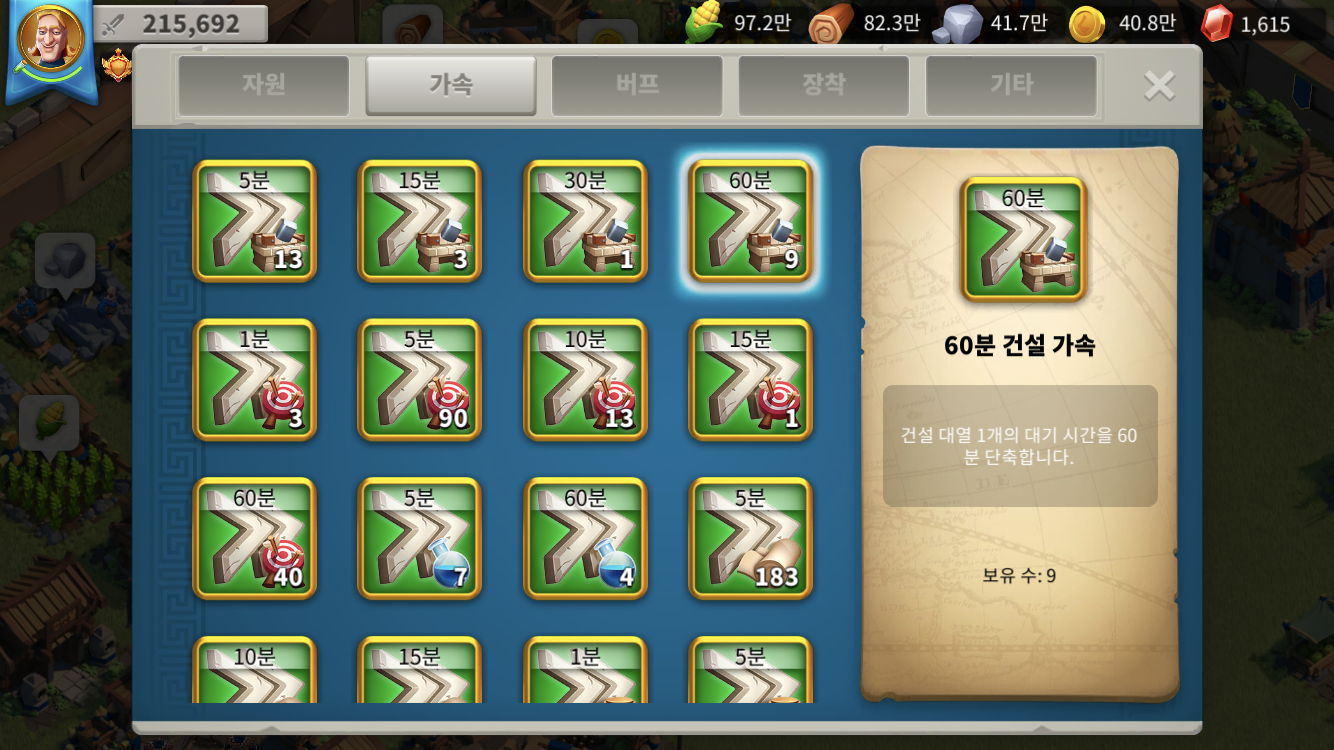 215,692
97.2만
82.3만
41.7만
40.8만
1,615
자원
가속
버프
장착
기타
5분
13
15분
3
30분
1
60분
9
1분
3
5분
90
10분
13
15분
1
60분
40
5분
7
60분
4
5분
183
10분
15분
1분
5분
60분
60분 건설 가속
건설 대열 1개의 대기 시간을 60
분 단축합니다.
보유 수: 9